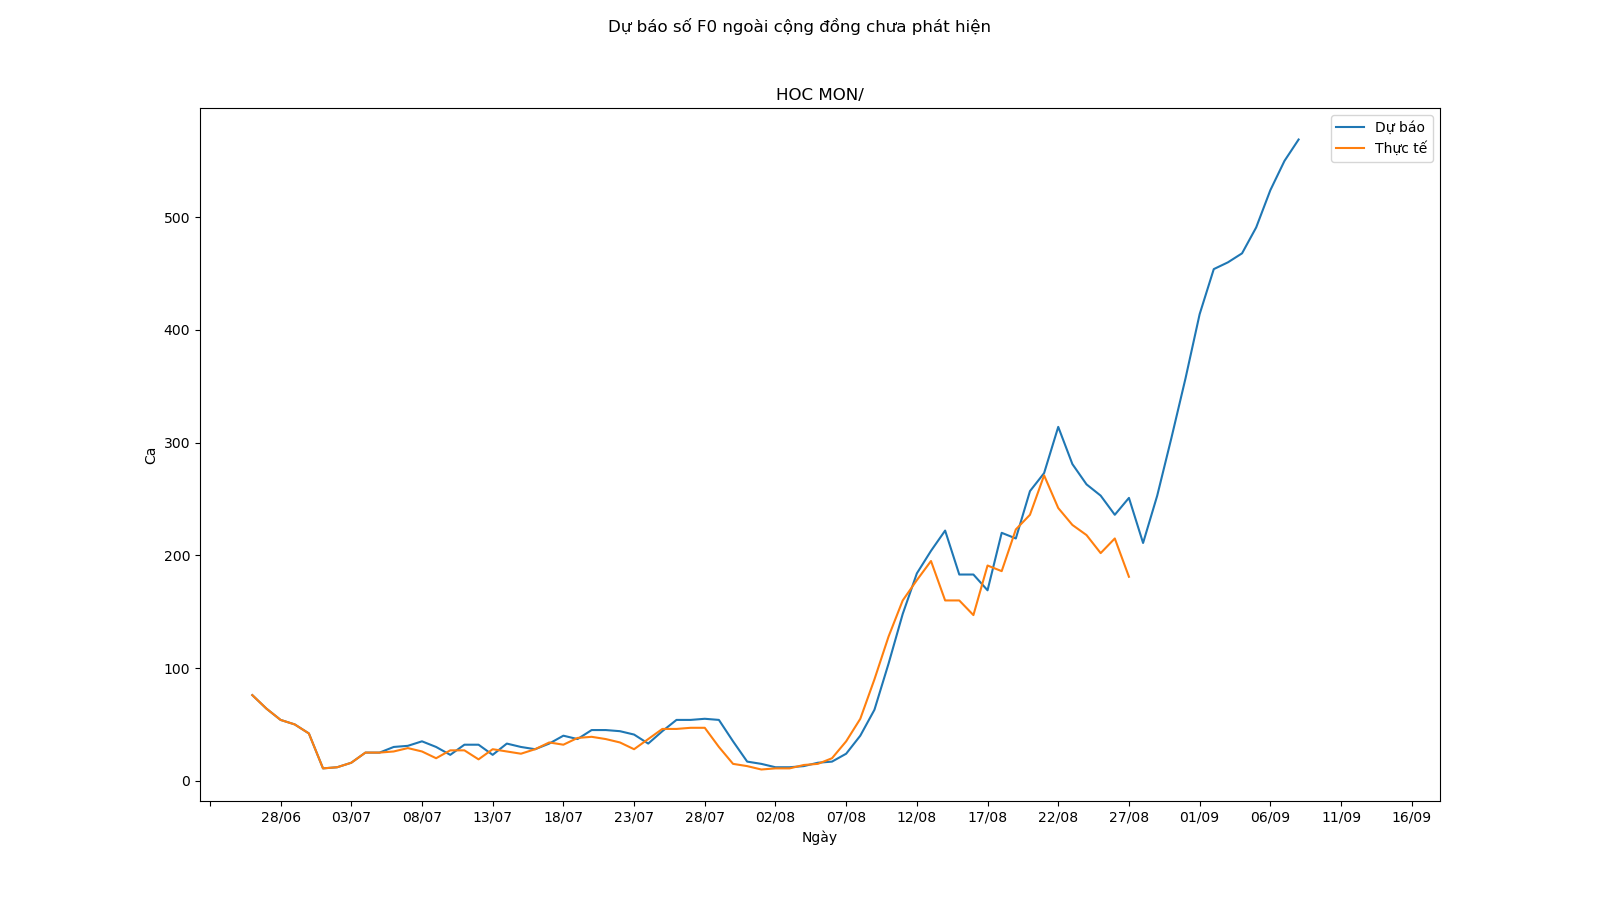 Dự báo số F0 ngoài cộng đồng chưa phát hiện
HOC MON/
Dự báo
Thực tế
500
400
300
200
100
0
Ca
28/06 03/07 08/07 13/07 18/07 23/07 28/07 02/08 07/08 12/08 17/08 22/08 27/08 01/09 06/09 11/09 16/09
Ngày